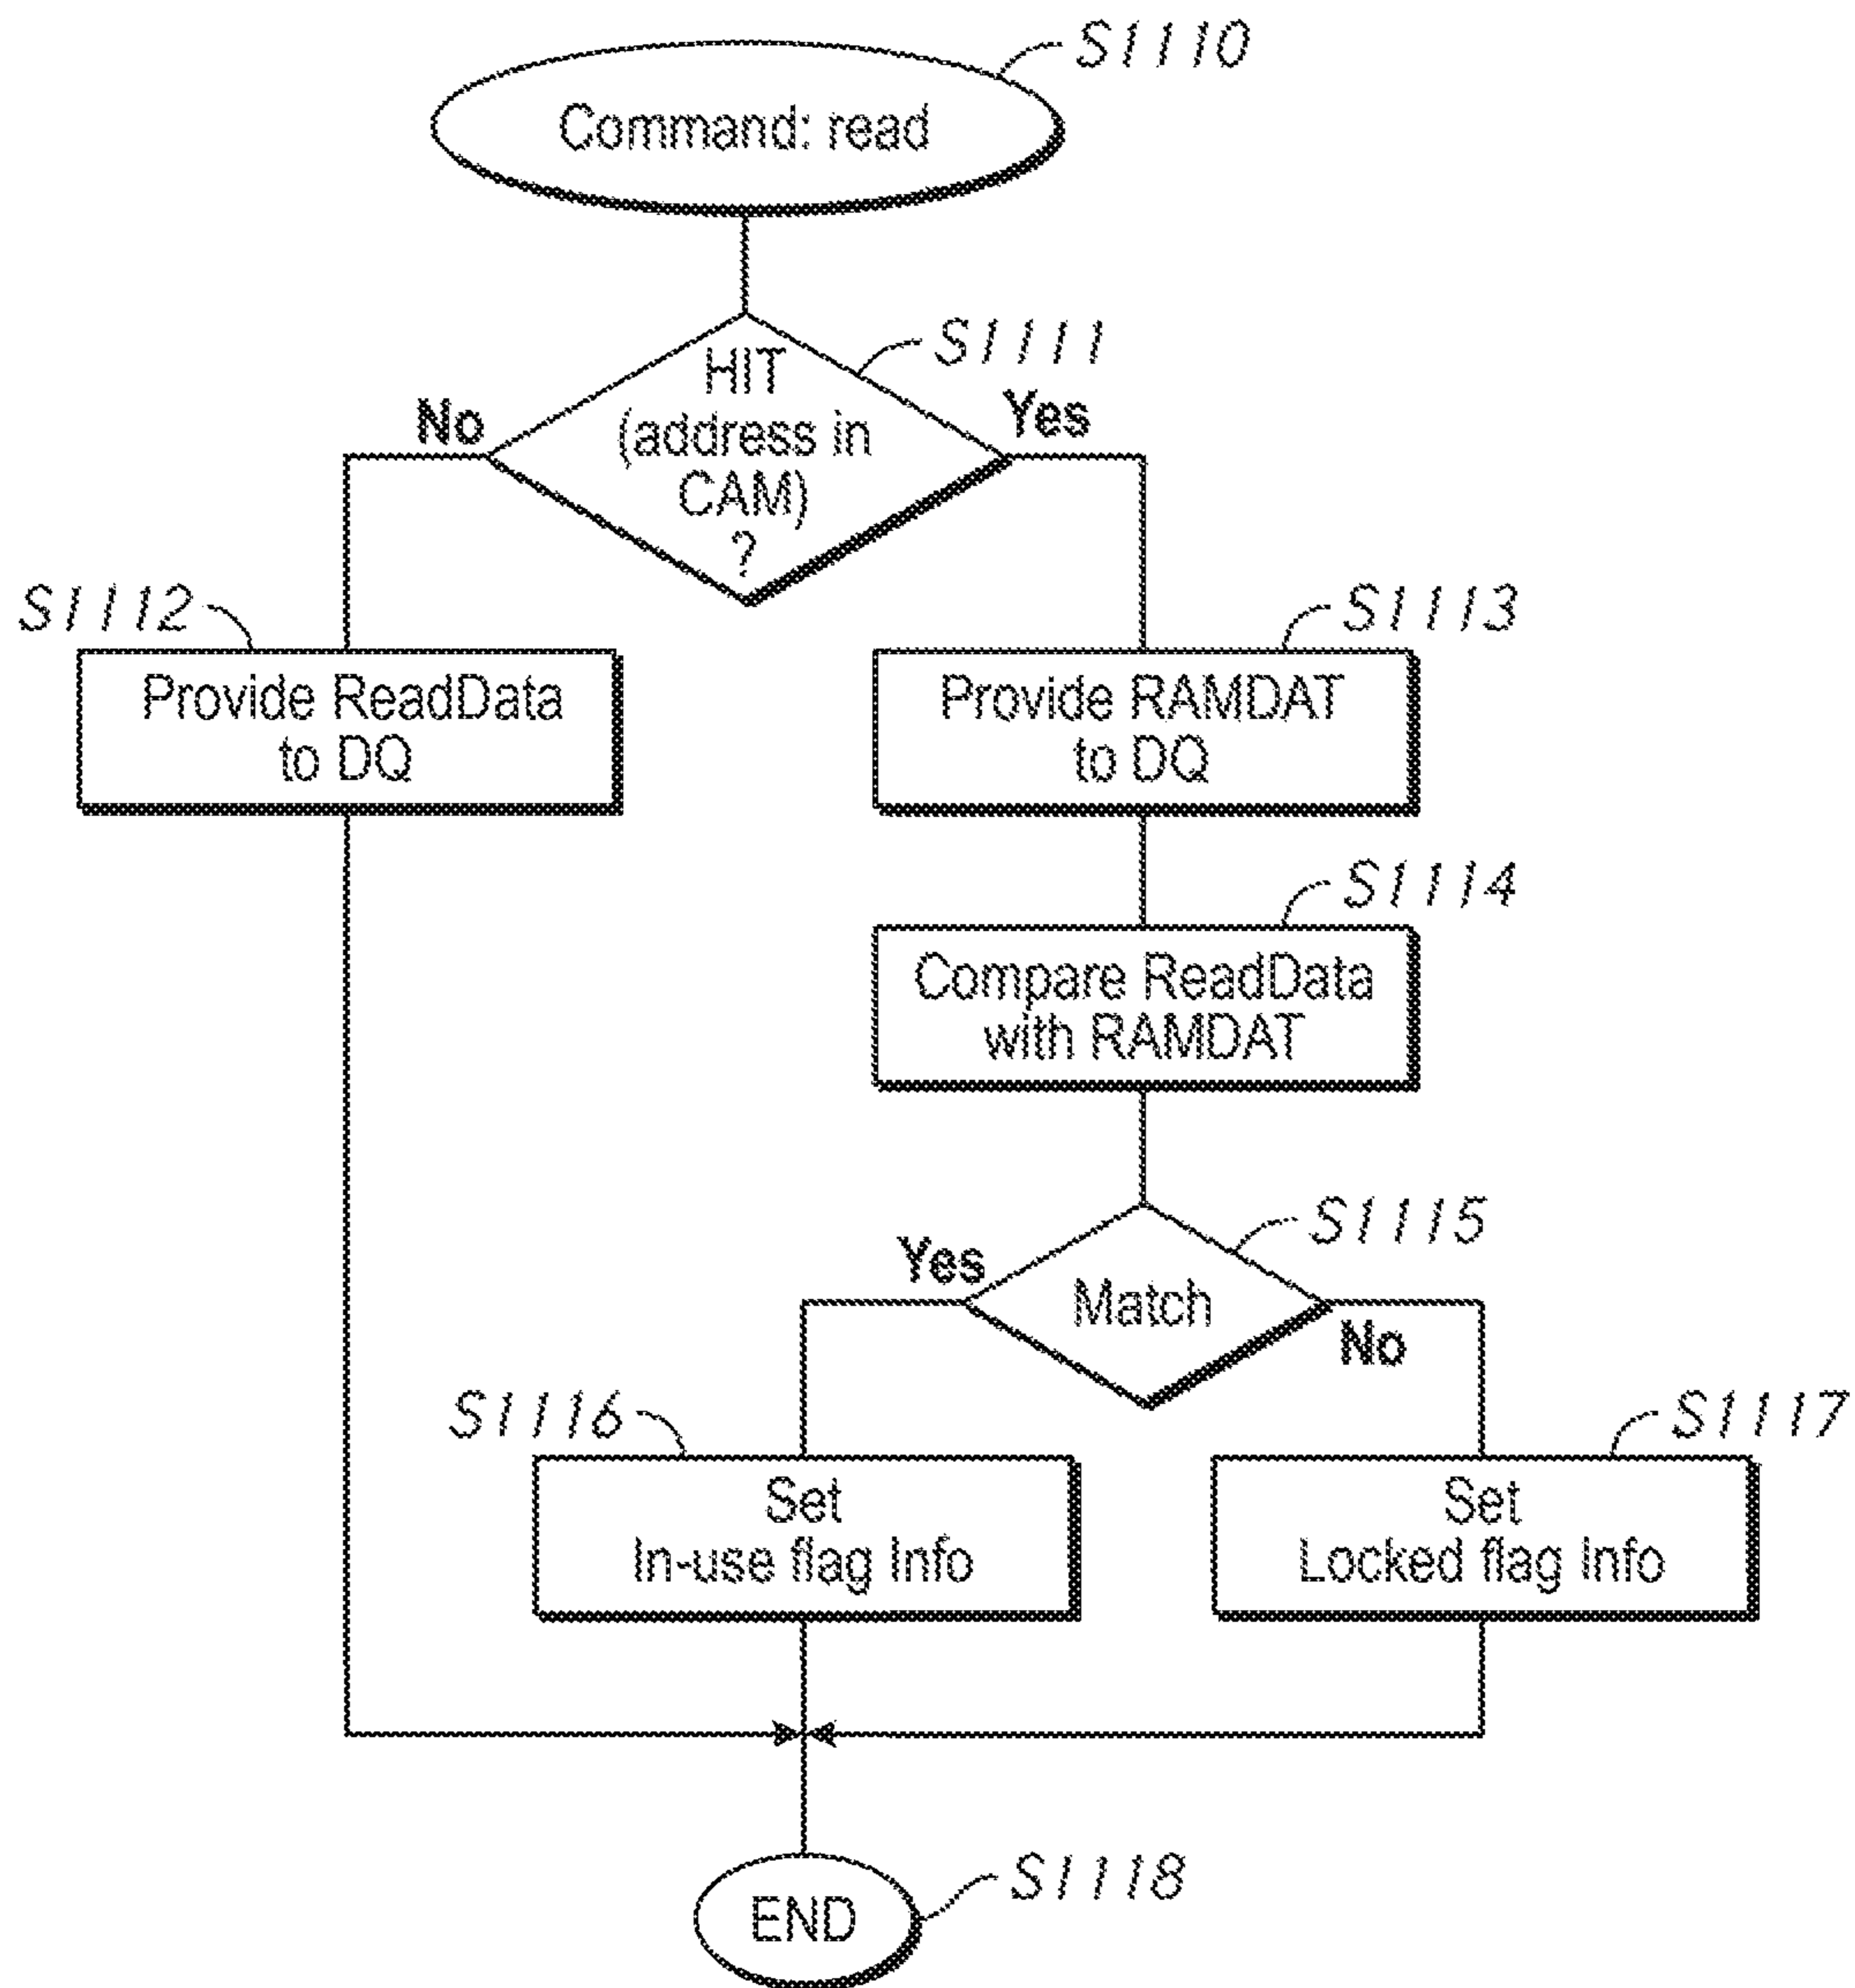 S1110
Command: read
S1111
HIT
(address in
CAM)
?
No
Yes
S1112
Provide ReadData
to DQ
S1113
Provide RAMDAT
to DQ
S1114
Compare ReadData
with RAMDAT
S1115
Match
Yes
No
S1116
Set
In-use flag Info
S1117
Set
Locked flag Info
S1118
END